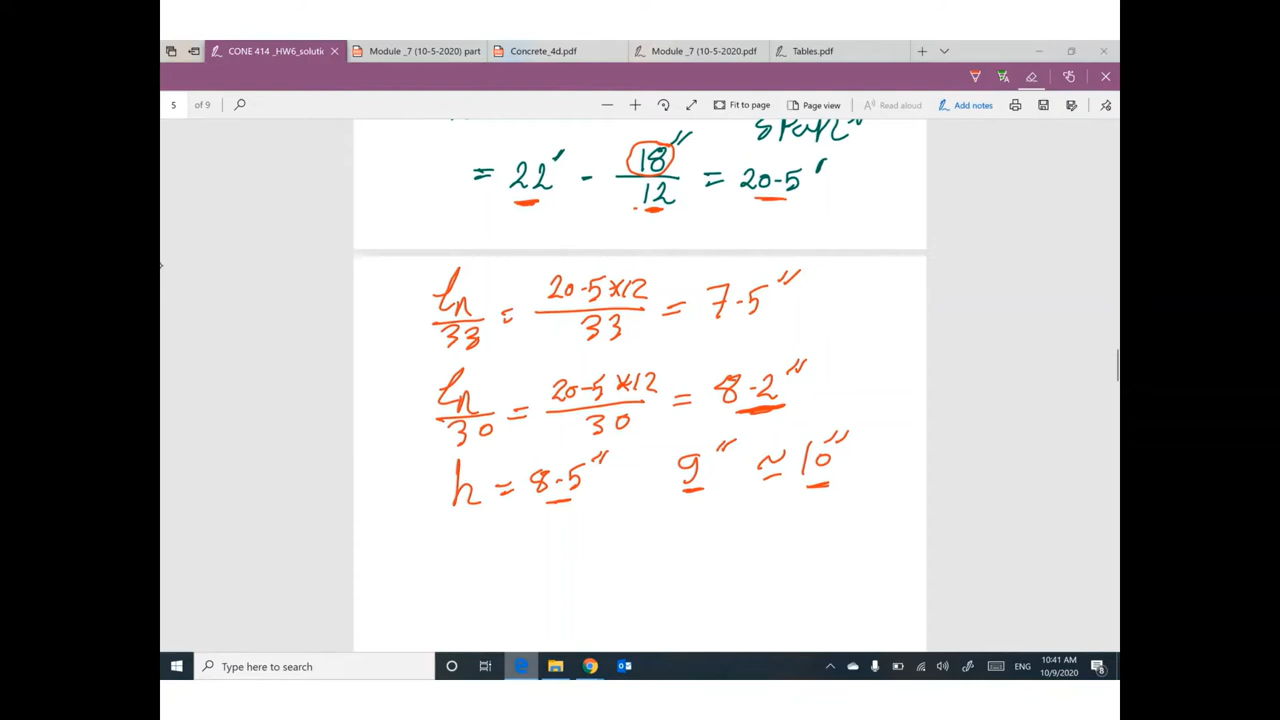 CONE 414 _HW6_solutio
Module _7 (10-5-2020) part
Concrete_4d.pdf
Module _7 (10-5-2020.pdf
Tables.pdf
5 of 9
Fit to page
Page view
Read aloud
Add notes
span
= 22' - 18"/12 = 20.5'
ln/33 = 20.5×12/33 = 7.5"
ln/30 = 20.5×12/30 = 8.2"
h = 8.5" 9" ≈ 10"
Type here to search
ENG
10:41 AM
10/9/2020
8